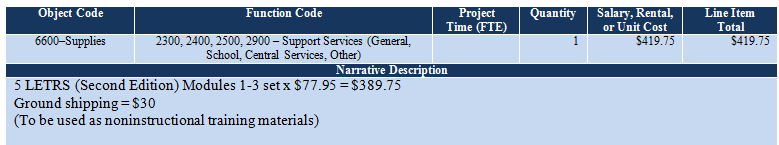 Object Code Function Code Project Time (FTE) Quantity Salary, Rental, or Unit Cost Line Item Total
6600–Supplies 2300, 2400, 2500, 2900 – Support Services (General, School, Central Services, Other) 1 $419.75 $419.75
Narrative Description
5 LETRS (Second Edition) Modules 1-3 set x $77.95 = $389.75
Ground shipping = $30
(To be used as noninstructional training materials)